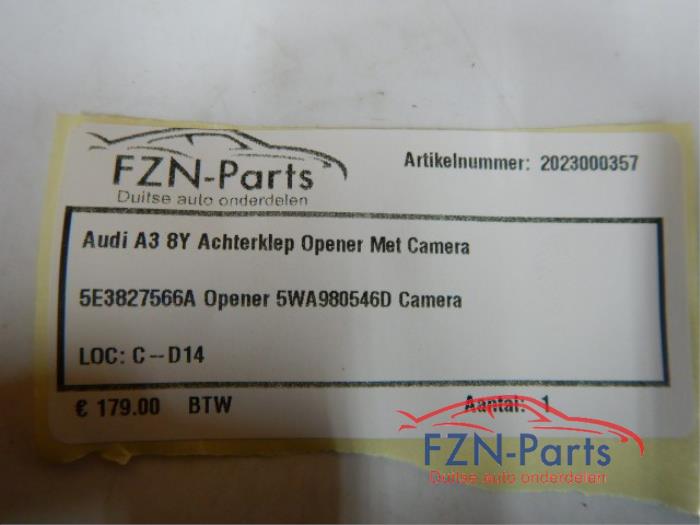 FZN-Parts
Duitse auto onderdelen
Artikelnummer: 2023000357
Audi A3 8Y Achterklep Opener Met Camera
5E3827566A Opener 5WA980546D Camera
LOC: C--D14
€ 179.00 BTW
Aantal: 1
FZN-Parts
Duitse auto onderdelen